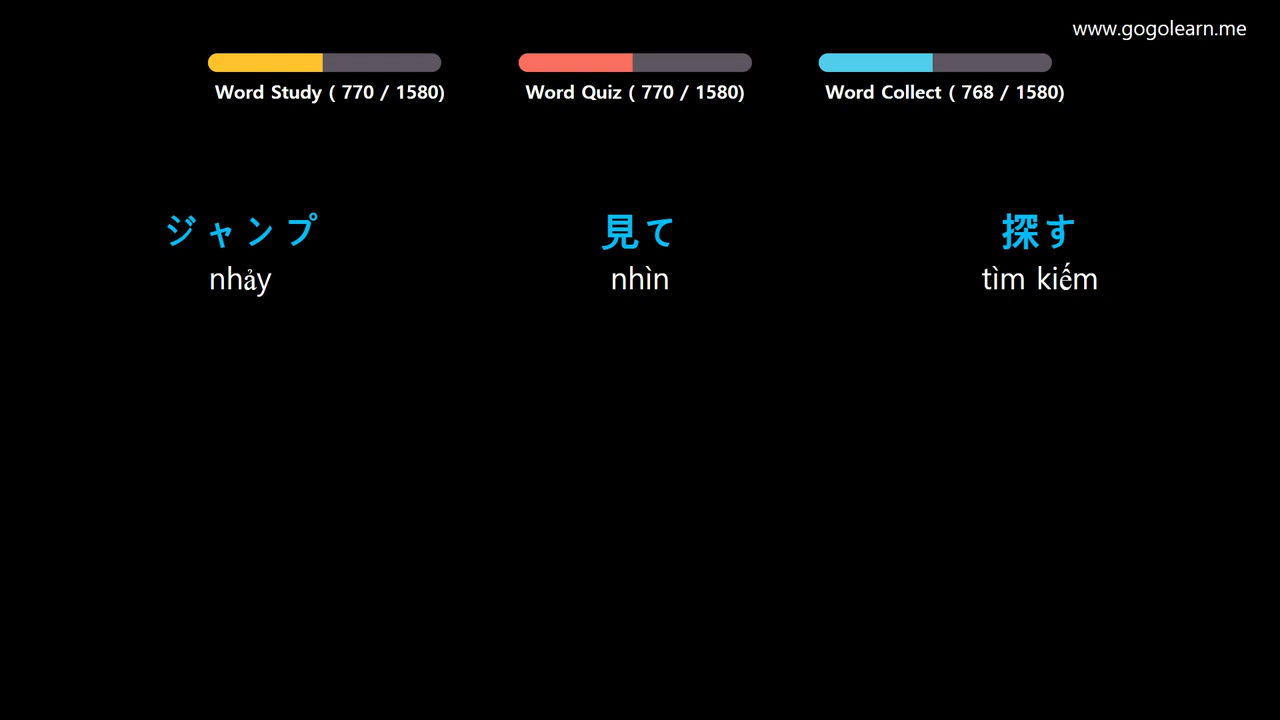 www.gogolearn.me
Word Study ( 770 / 1580)
Word Quiz ( 770 / 1580)
Word Collect ( 768 / 1580)
ジャンプ
nhảy
見て
nhìn
探す
tìm kiếm